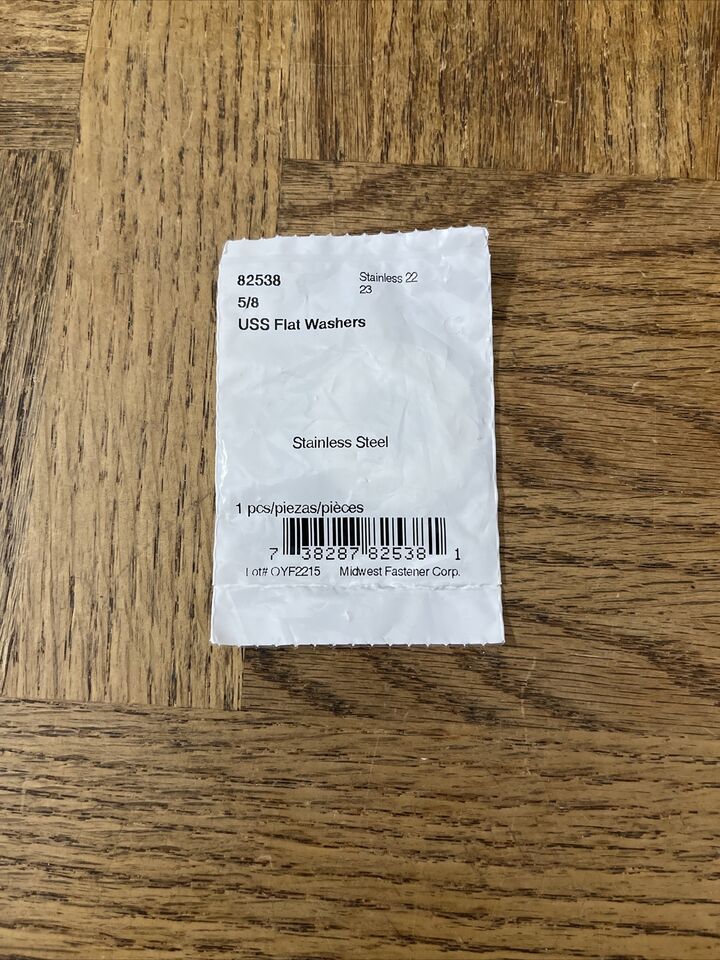 82538
Stainless 22
23
5/8
USS Flat Washers
Stainless Steel
1 pcs/piezas/pièces
7 38287 82538 1
Lot# OYF2215 Midwest Fastener Corp.